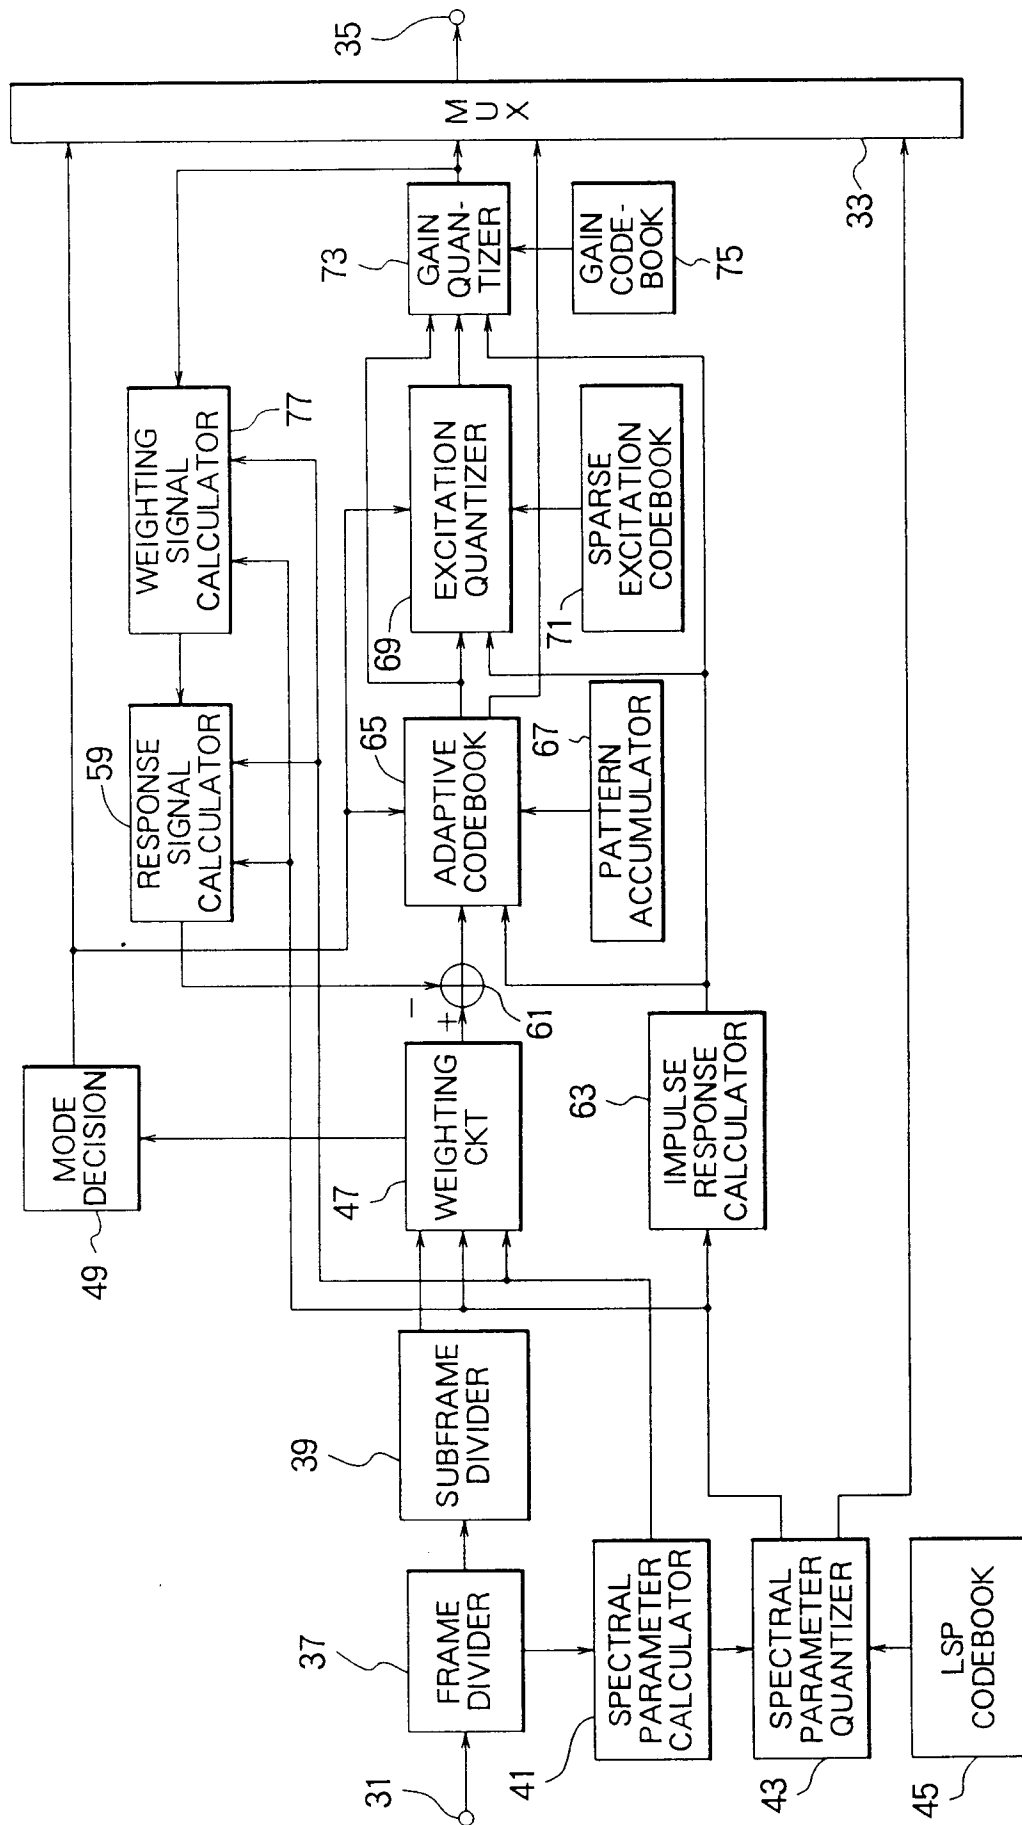 31
37
FRAME
DIVIDER
39
SUBFRAME
DIVIDER
41
SPECTRAL
PARAMETER
CALCULATOR
43
SPECTRAL
PARAMETER
QUANTIZER
45
LSP
CODEBOOK
49
MODE
DECISION
47
WEIGHTING
CKT
−
+
61
63
IMPULSE
RESPONSE
CALCULATOR
59
RESPONSE
SIGNAL
CALCULATOR
65
ADAPTIVE
CODEBOOK
67
PATTERN
ACCUMULATOR
77
WEIGHTING
SIGNAL
CALCULATOR
69
EXCITATION
QUANTIZER
71
SPARSE
EXCITATION
CODEBOOK
73
GAIN
QUAN-
TIZER
75
GAIN
CODE-
BOOK
M
U
X
33
35